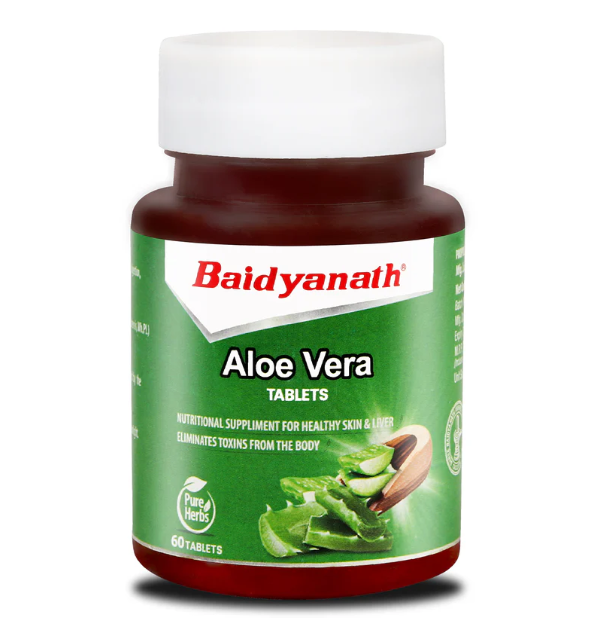 Baidyanath®
Aloe Vera
TABLETS
NUTRITIONAL SUPPLIMENT FOR HEALTHY SKIN & LIVER
ELIMINATES TOXINS FROM THE BODY
Pure
Herbs
60 TABLETS